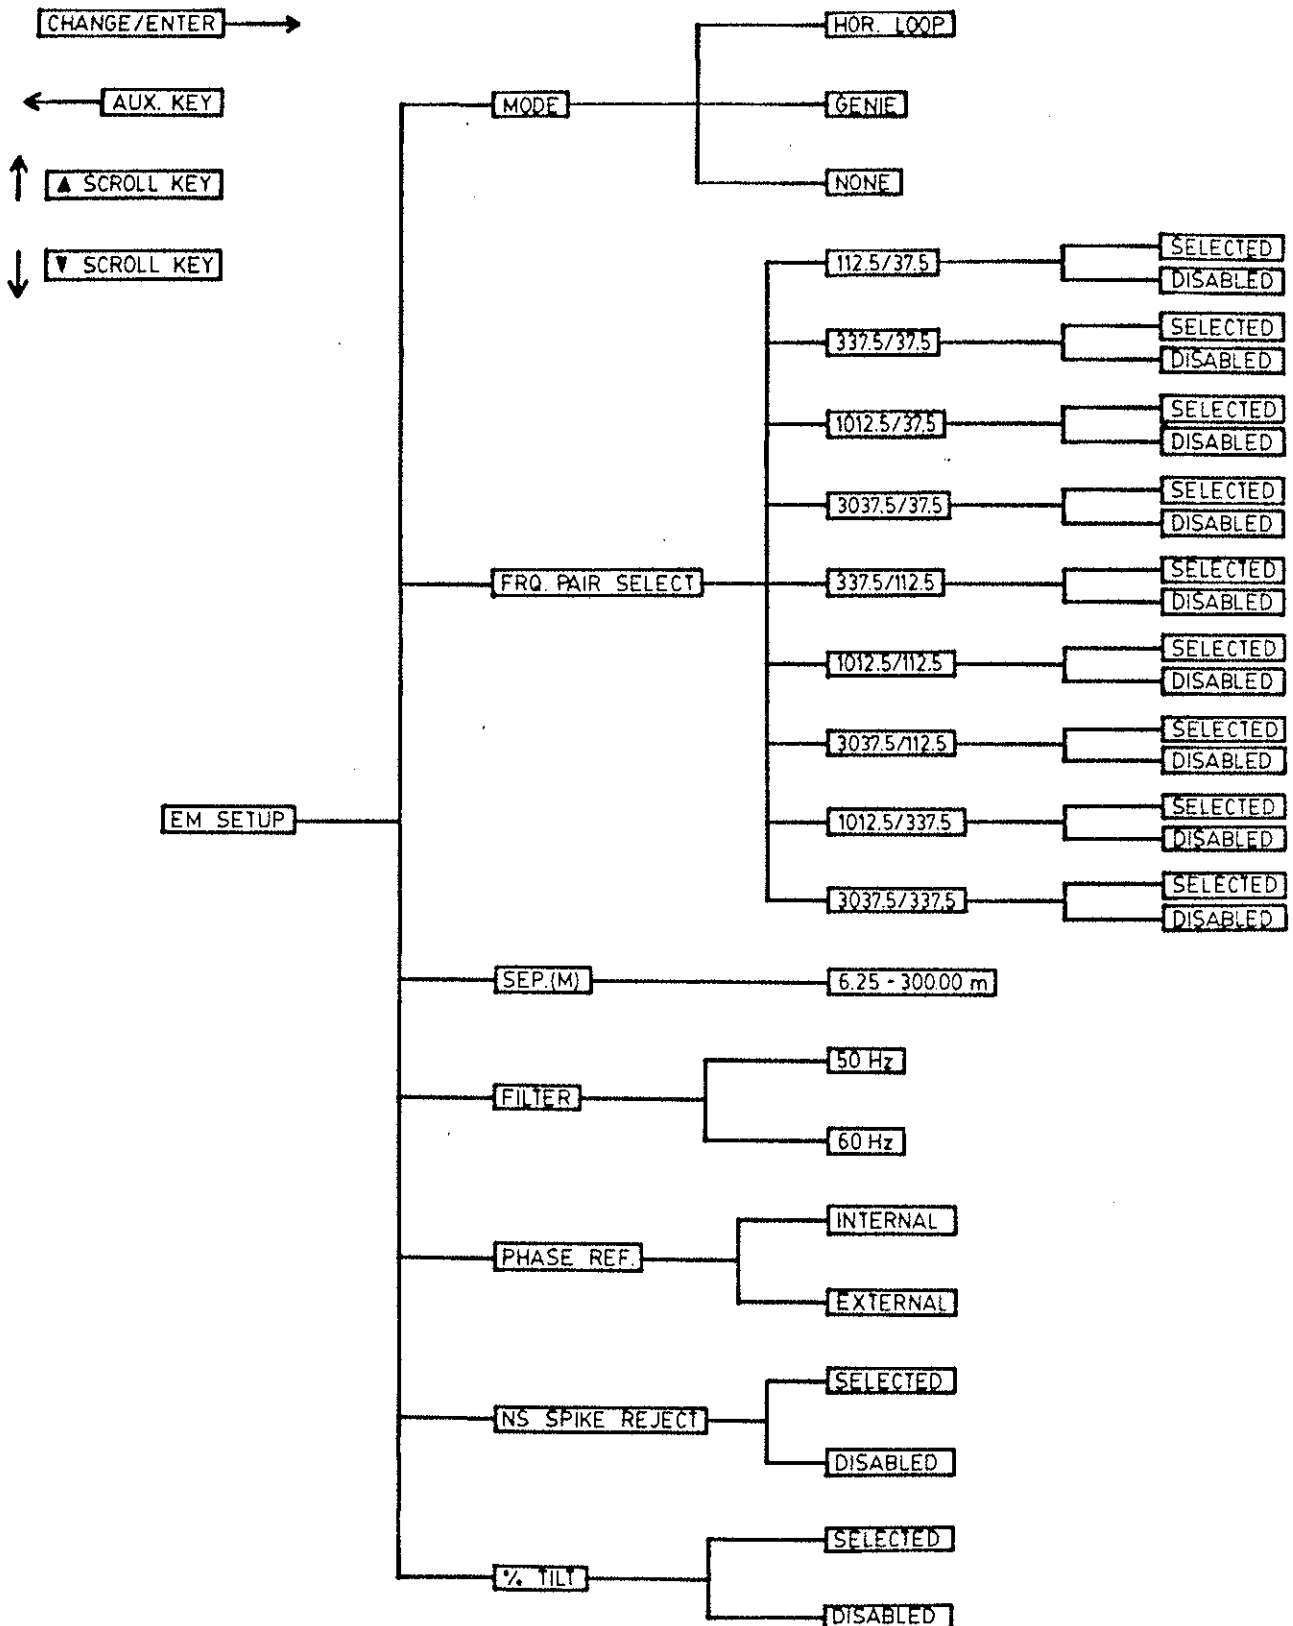 CHANGE/ENTER
AUX. KEY
▲ SCROLL KEY
▼ SCROLL KEY
EM SETUP
MODE
HOR. LOOP
GENIE
NONE
FRQ. PAIR SELECT
112.5/37.5
SELECTED
DISABLED
337.5/37.5
SELECTED
DISABLED
1012.5/37.5
SELECTED
DISABLED
3037.5/37.5
SELECTED
DISABLED
337.5/112.5
SELECTED
DISABLED
1012.5/112.5
SELECTED
DISABLED
3037.5/112.5
SELECTED
DISABLED
1012.5/337.5
SELECTED
DISABLED
3037.5/337.5
SELECTED
DISABLED
SEP.(M)
6.25 - 300.00 m
FILTER
50 Hz
60 Hz
PHASE REF.
INTERNAL
EXTERNAL
NS SPIKE REJECT
SELECTED
DISABLED
% TILT
SELECTED
DISABLED